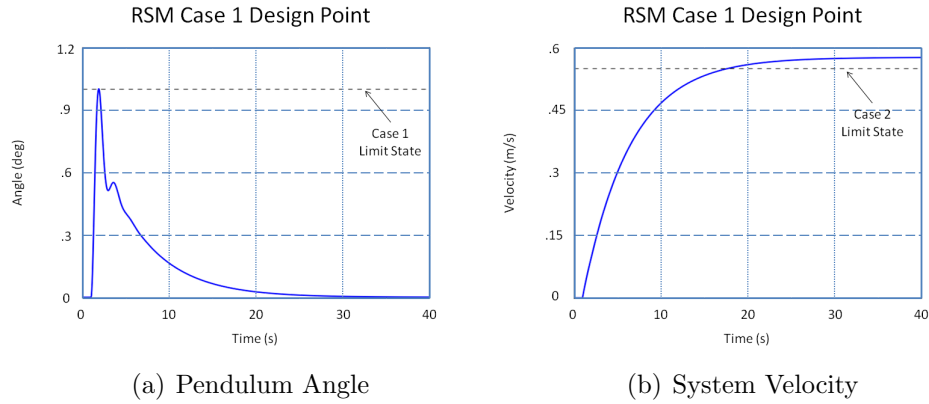 RSM Case 1 Design Point
1.2
.9
.6
.3
0
Angle (deg)
Case 1
Limit State
0
10
20
30
40
Time (s)
(a) Pendulum Angle
RSM Case 1 Design Point
.6
.45
.3
.15
0
Velocity (m/s)
Case 2
Limit State
0
10
20
30
40
Time (s)
(b) System Velocity